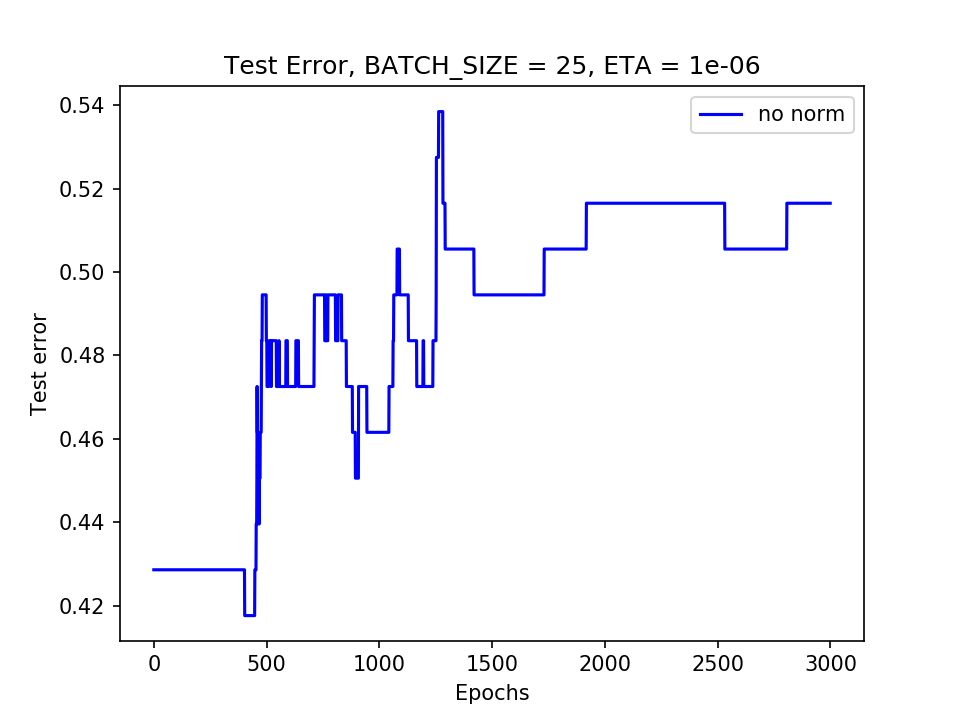 Test Error, BATCH_SIZE = 25, ETA = 1e-06
no norm
0.54
0.52
0.50
0.48
0.46
0.44
0.42
Test error
0 500 1000 1500 2000 2500 3000
Epochs